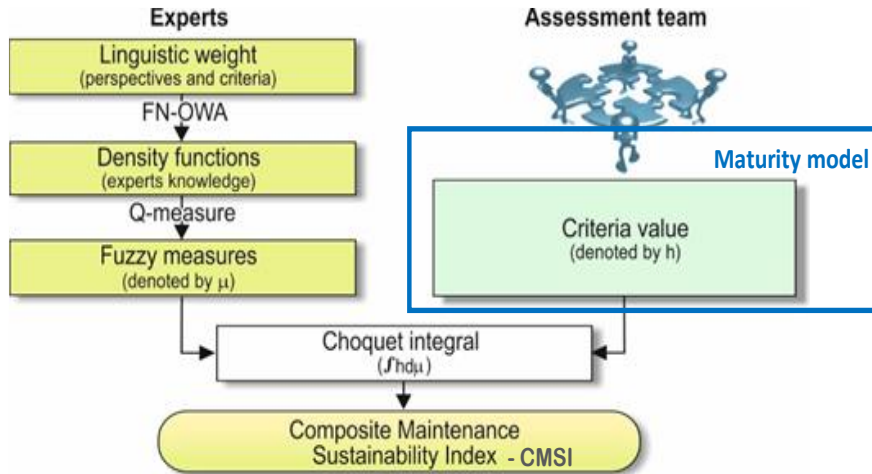 Experts
Linguistic weight
(perspectives and criteria)
FN-OWA
Density functions
(experts knowledge)
Q-measure
Fuzzy measures
(denoted by μ)
Assessment team
Maturity model
Criteria value
(denoted by h)
Choquet integral
(∫hdμ)
Composite Maintenance
Sustainability Index - CMSI